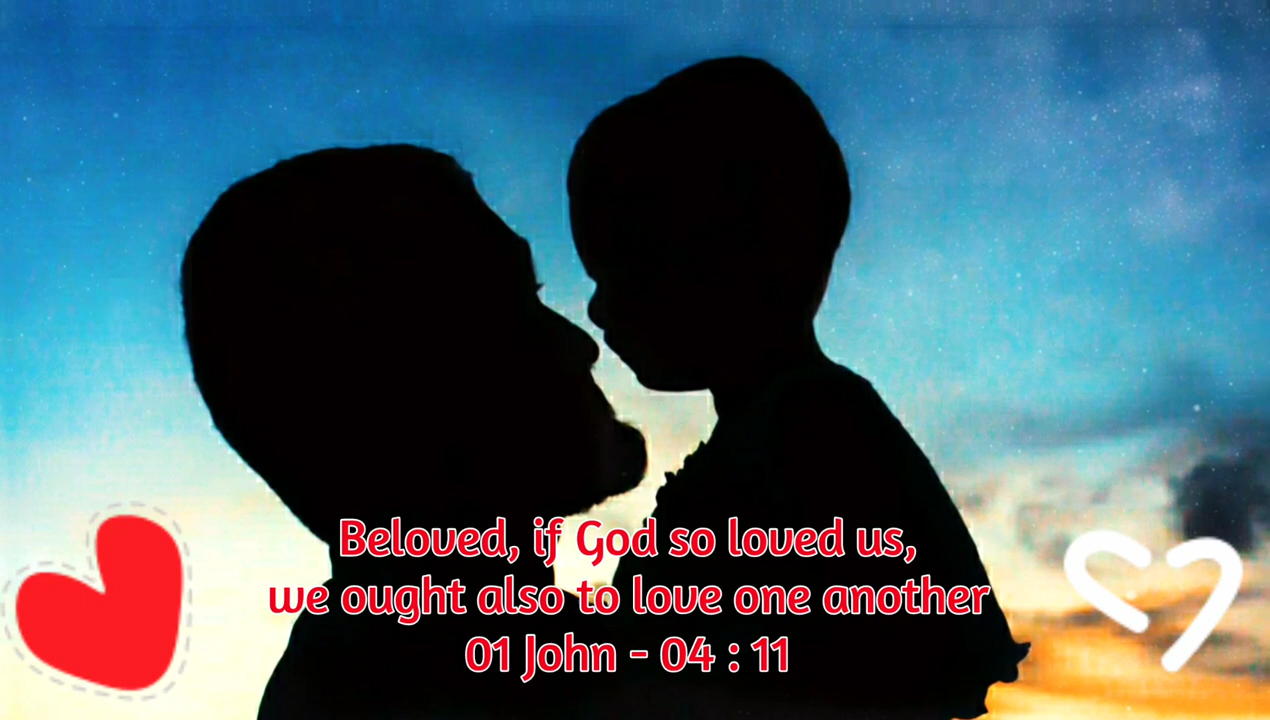 Beloved, if God so loved us,
we ought also to love one another
01 John - 04 : 11